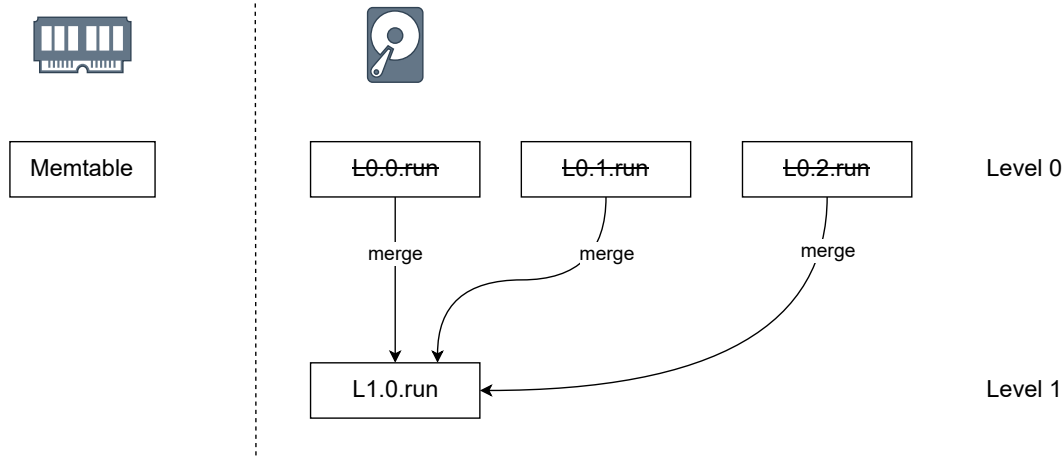 Memtable
L0.0.run
L0.1.run
L0.2.run
Level 0
merge
merge
merge
L1.0.run
Level 1